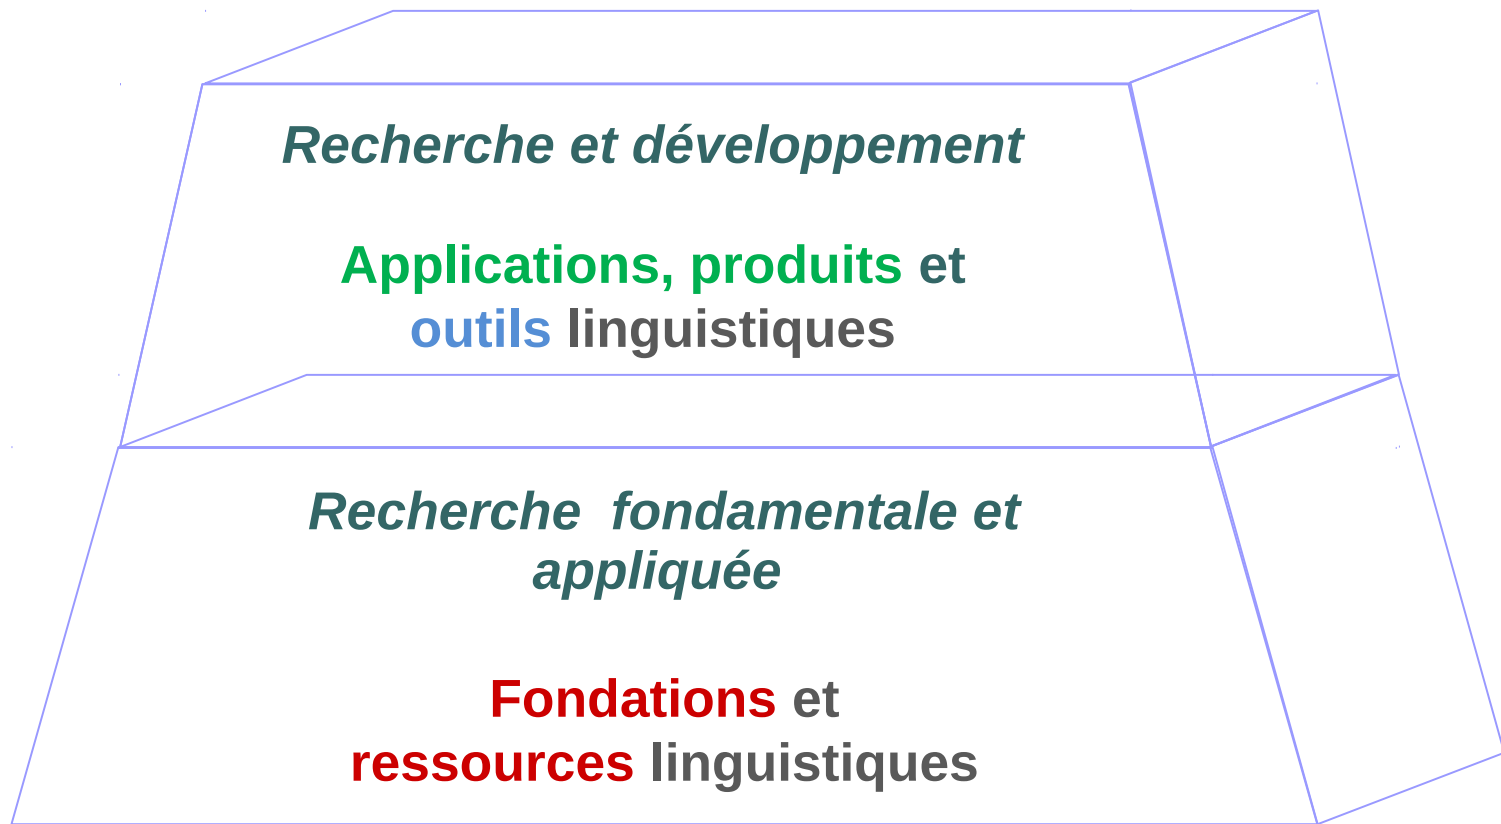 Recherche et développement
Applications, produits et
outils linguistiques
Recherche fondamentale et
appliquée
Fondations et
ressources linguistiques